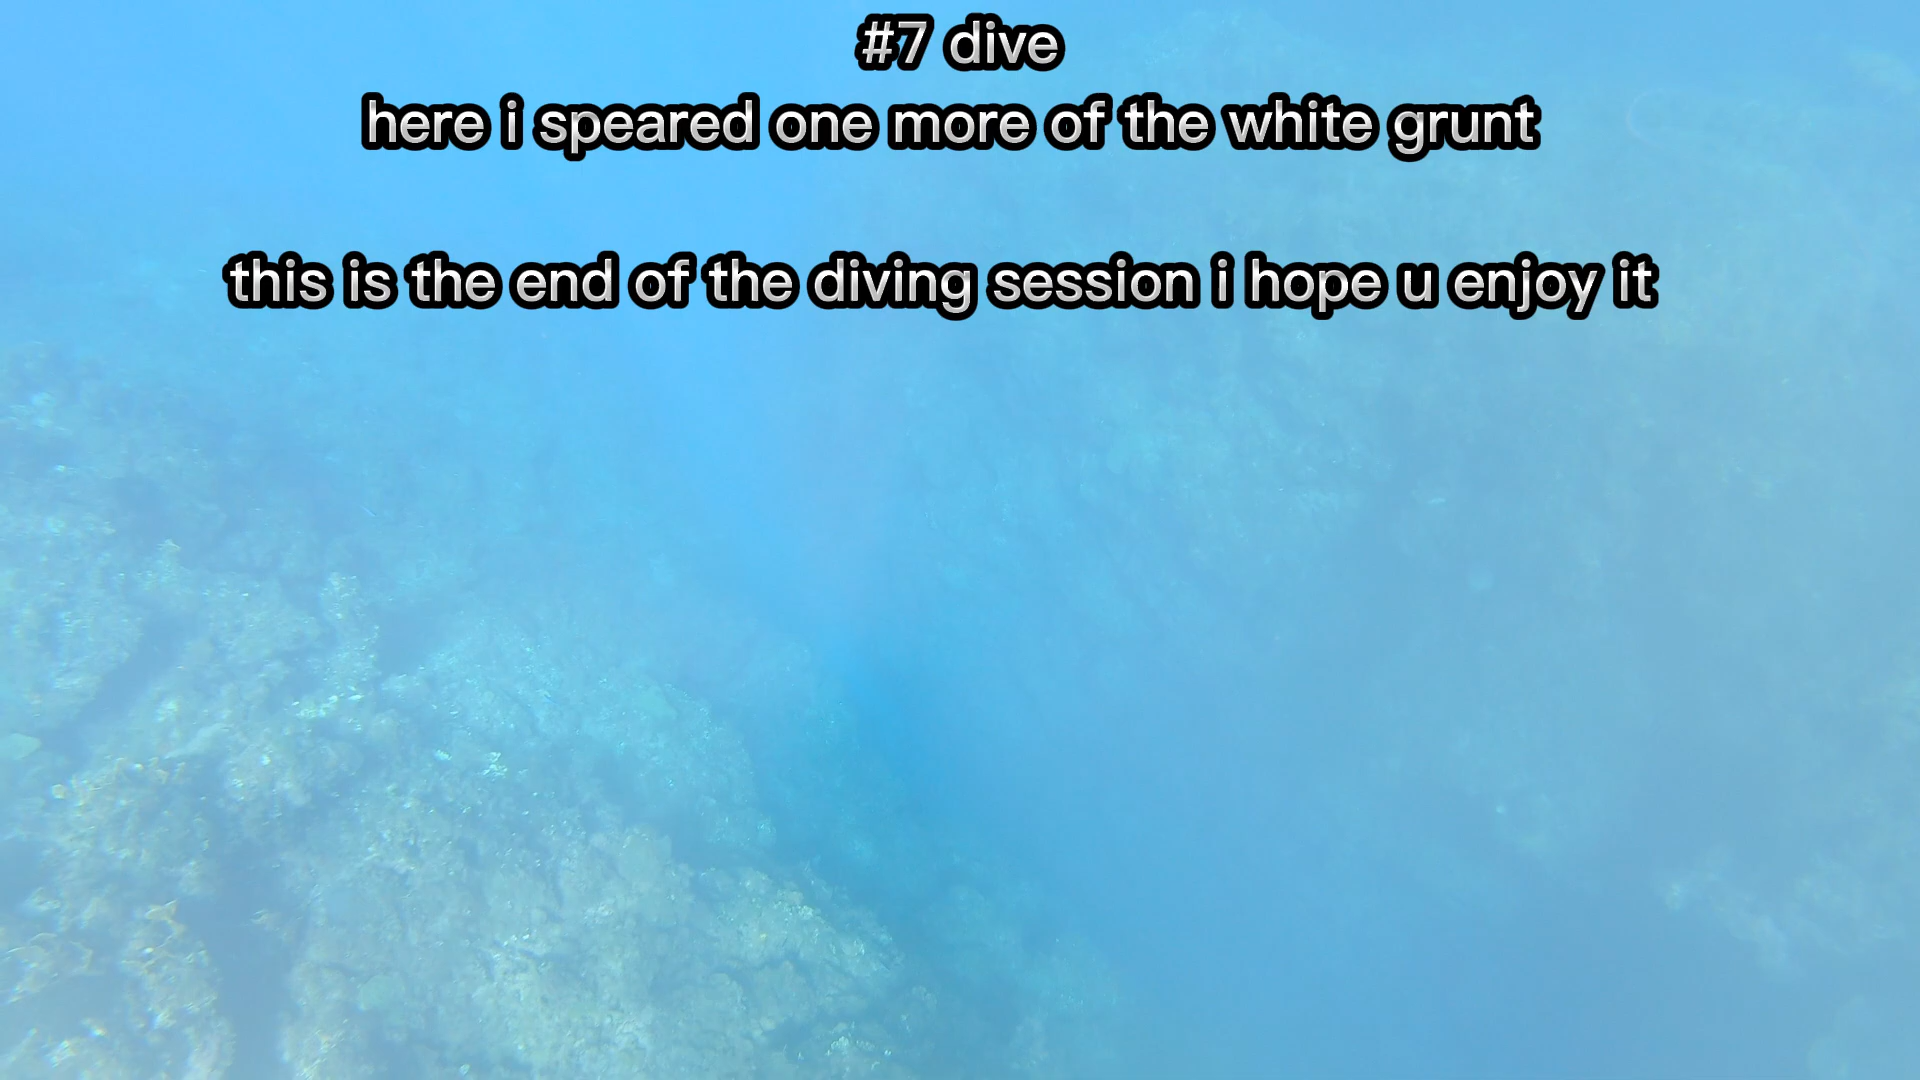 #7 dive
here i speared one more of the white grunt
this is the end of the diving session i hope u enjoy it